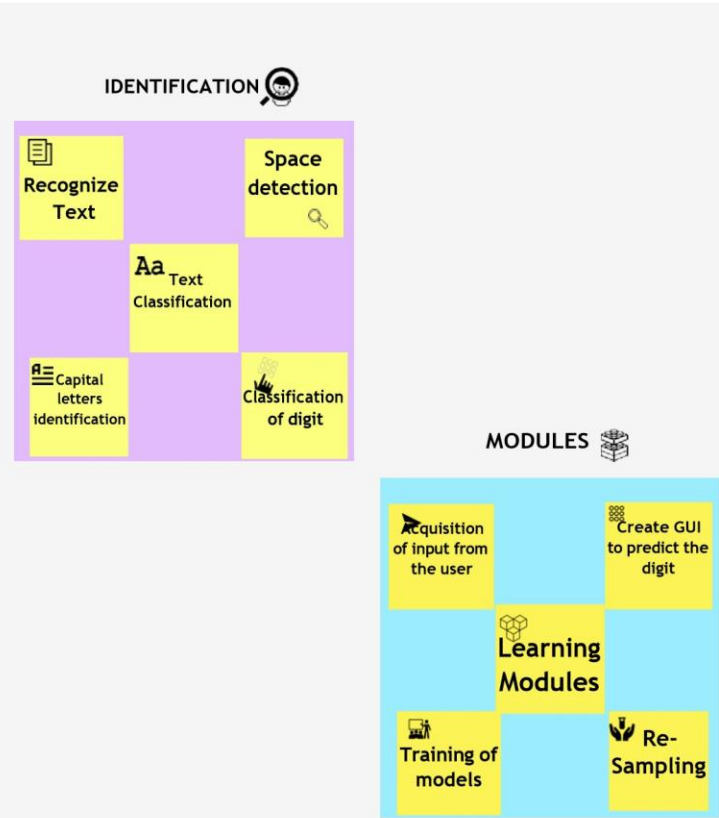 IDENTIFICATION
Recognize
Text
Space
detection
Aa Text
Classification
Capital
letters
identification
Classification
of digit
MODULES
Acquisition
of input from
the user
Create GUI
to predict the
digit
Learning
Modules
Training of
models
Re-
Sampling